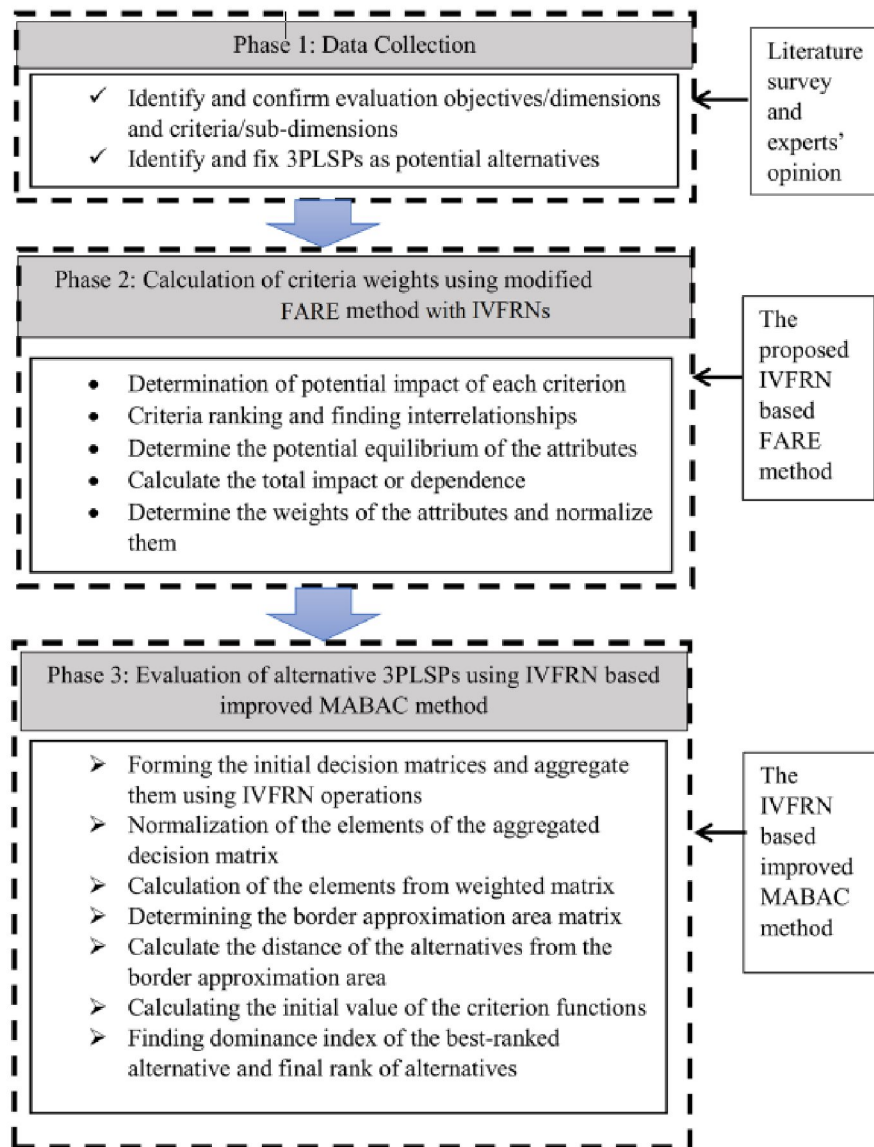 Phase 1: Data Collection
✓ Identify and confirm evaluation objectives/dimensions
and criteria/sub-dimensions
✓ Identify and fix 3PLSPs as potential alternatives
Literature
survey
and
experts’
opinion
Phase 2: Calculation of criteria weights using modified
FARE method with IVFRNs
• Determination of potential impact of each criterion
• Criteria ranking and finding interrelationships
• Determine the potential equilibrium of the attributes
• Calculate the total impact or dependence
• Determine the weights of the attributes and normalize
them
The
proposed
IVFRN
based
FARE
method
Phase 3: Evaluation of alternative 3PLSPs using IVFRN based
improved MABAC method
➢ Forming the initial decision matrices and aggregate
them using IVFRN operations
➢ Normalization of the elements of the aggregated
decision matrix
➢ Calculation of the elements from weighted matrix
➢ Determining the border approximation area matrix
➢ Calculate the distance of the alternatives from the
border approximation area
➢ Calculating the initial value of the criterion functions
➢ Finding dominance index of the best-ranked
alternative and final rank of alternatives
The
IVFRN
based
improved
MABAC
method